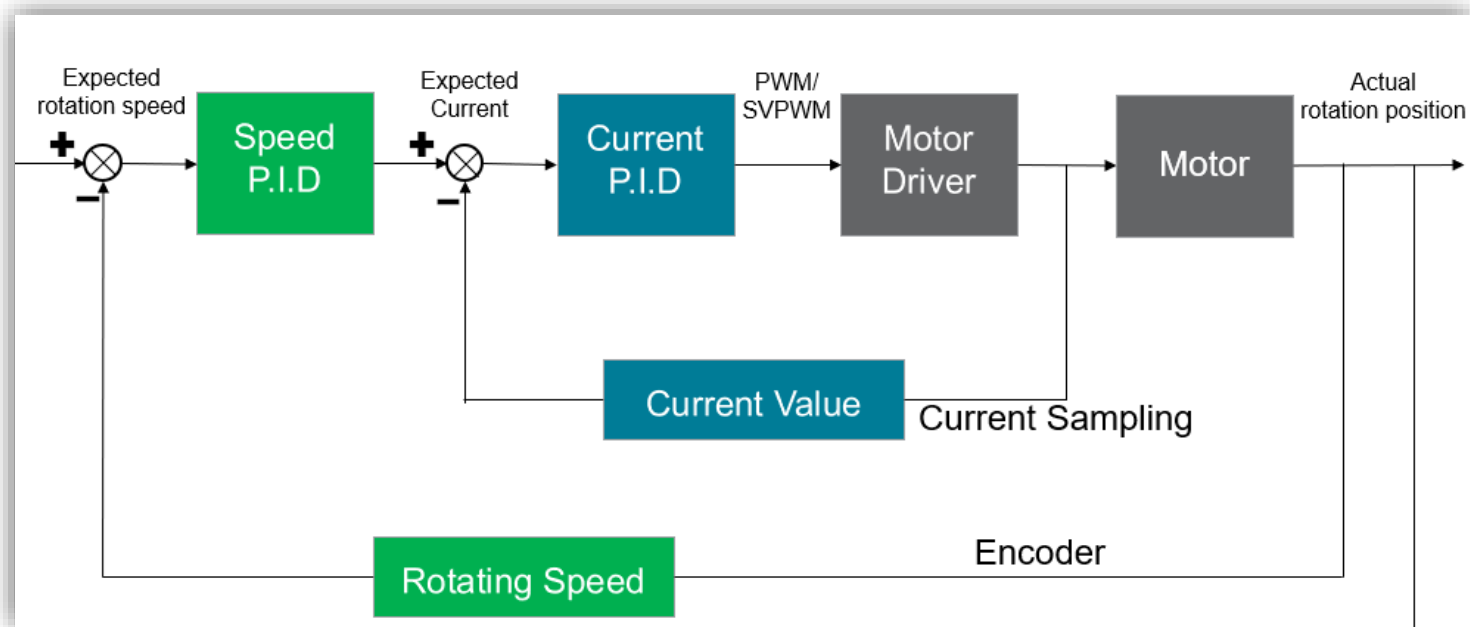 Expected
rotation speed
+
−
Speed
P.I.D
Expected
Current
+
−
Current
P.I.D
PWM/
SVPWM
Motor
Driver
Motor
Actual
rotation position
Current Value
Current Sampling
Rotating Speed
Encoder